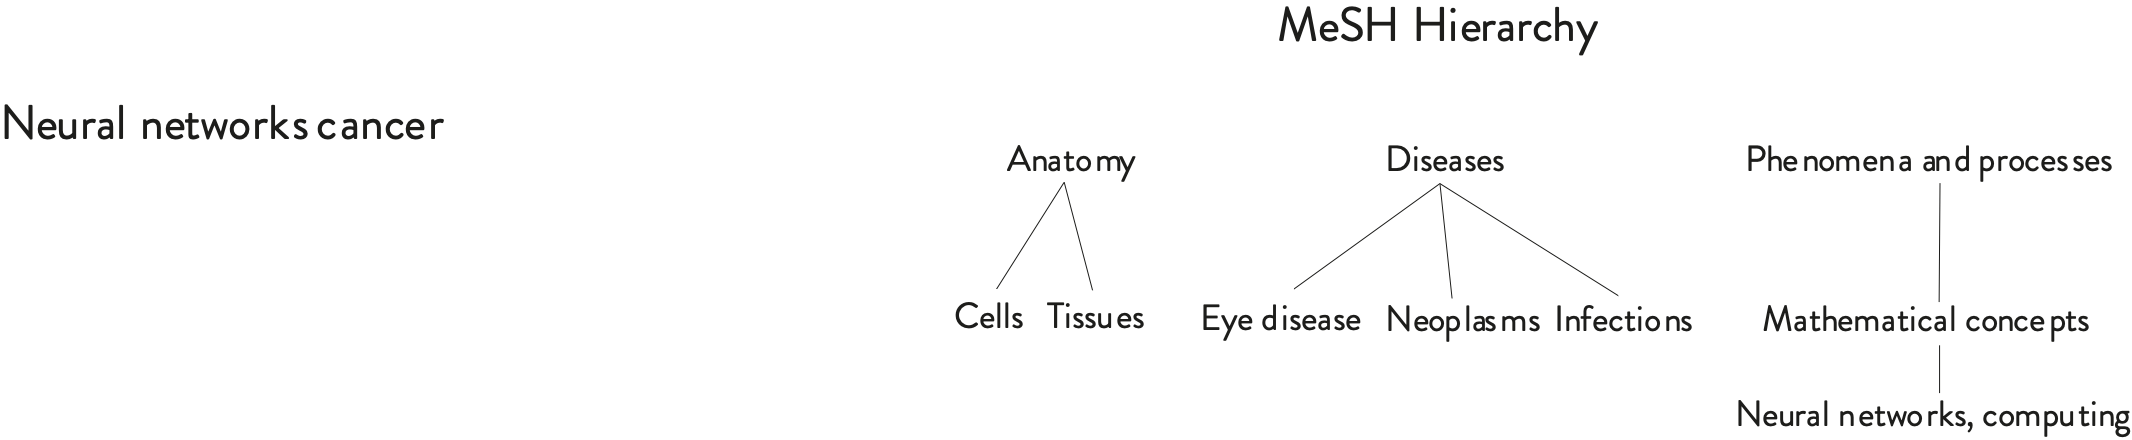 MeSH Hierarchy
Neural networks cancer
Anatomy Diseases Phenomena and processes
Cells Tissues Eye disease Neoplasms Infections Mathematical concepts
Neural networks, computing